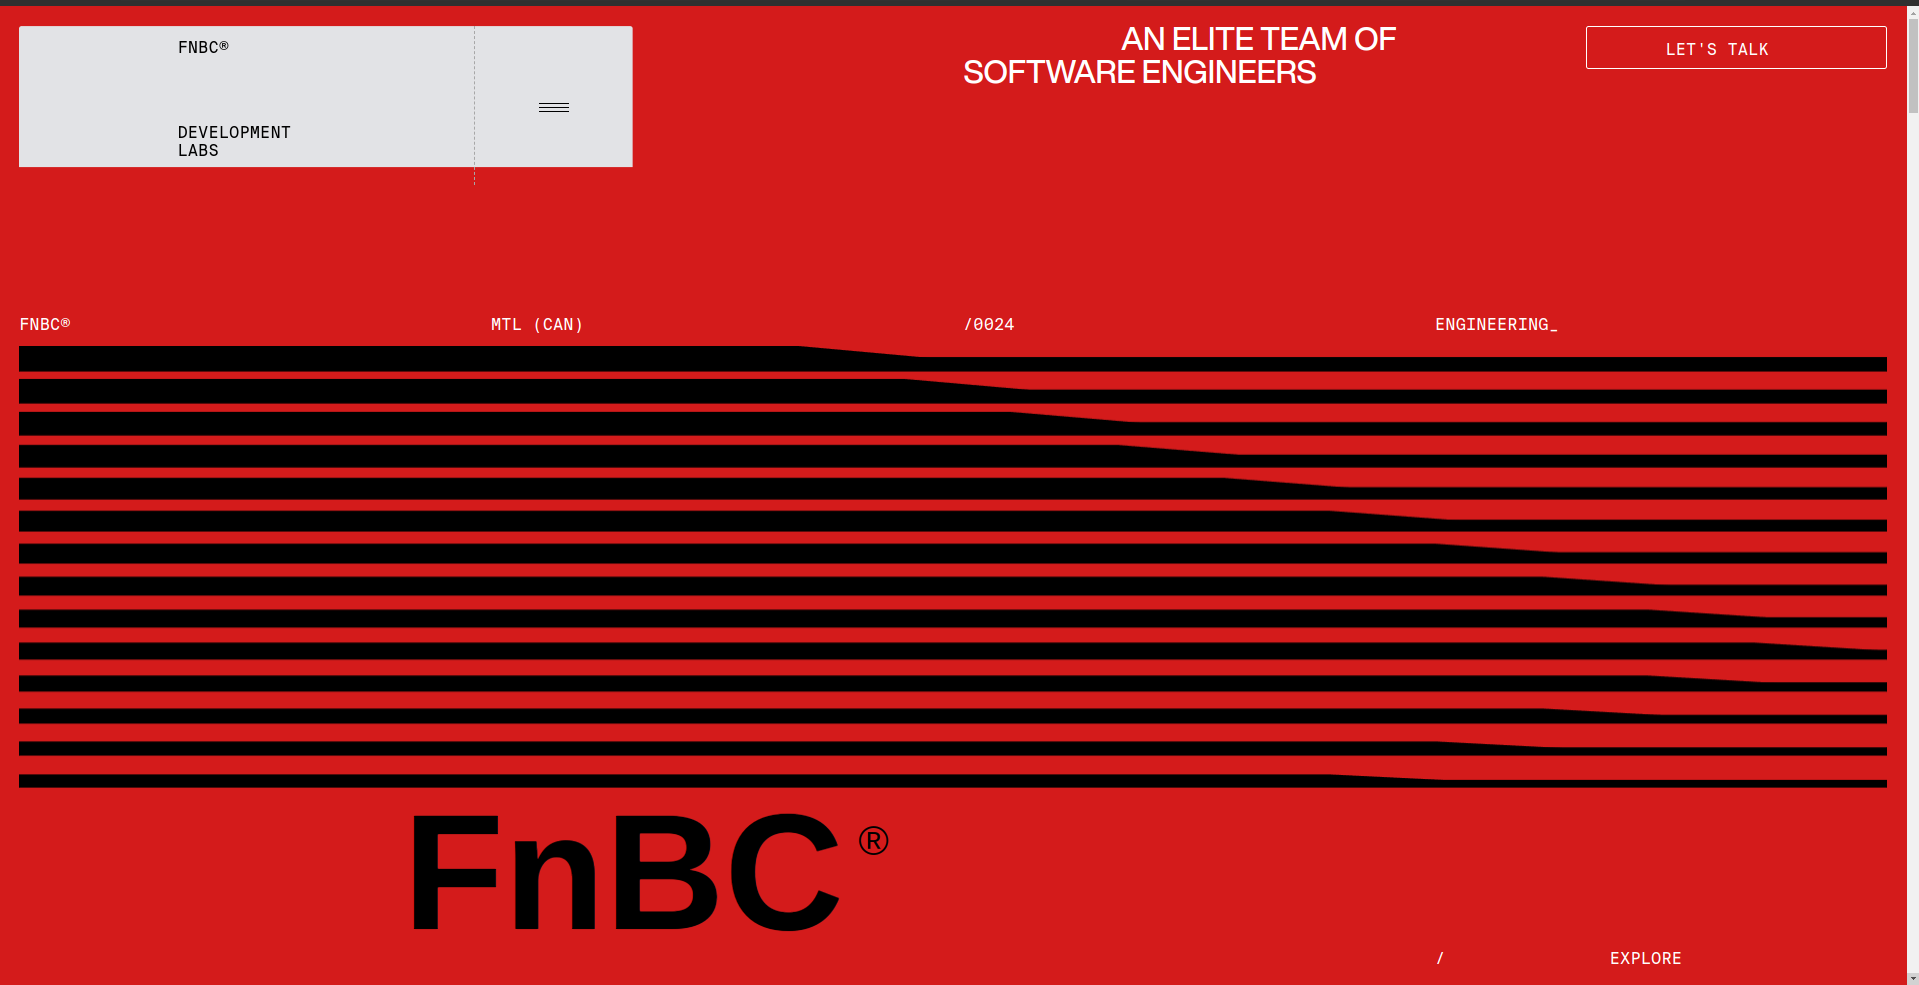 FNBC®
DEVELOPMENT
LABS
AN ELITE TEAM OF
SOFTWARE ENGINEERS
LET'S TALK
FNBC®
MTL (CAN)
/0024
ENGINEERING_
FnBC®
/
EXPLORE